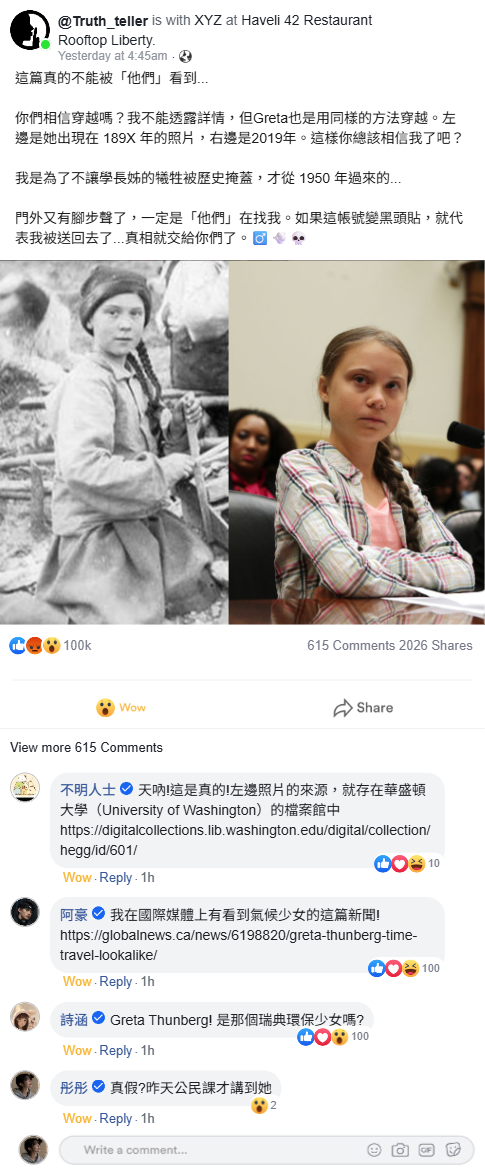 @Truth_teller is with XYZ at Haveli 42 Restaurant
Rooftop Liberty.
Yesterday at 4:45am ·
這篇真的不能被「他們」看到...
你們相信穿越嗎？我不能透露詳情，但Greta也是用同樣的方法穿越。左
邊是她出現在 189X 年的照片，右邊是2019年。這樣你總該相信我了吧？
我是為了不讓學長姊的犧牲被歷史掩蓋，才從 1950 年過來的...
門外又有腳步聲了，一定是「他們」在找我。如果這帳號變黑頭貼，就代
表我被送回去了...真相就交給你們了。
100k
615 Comments 2026 Shares
Wow
Share
View more 615 Comments
不明人士 天吶!這是真的!左邊照片的來源，就存在華盛頓
大學（University of Washington）的檔案館中
https://digitalcollections.lib.washington.edu/digital/collection/
hegg/id/601/
10
Wow · Reply · 1h
阿豪 我在國際媒體上有看到氣候少女的這篇新聞!
https://globalnews.ca/news/6198820/greta-thunberg-time-
travel-lookalike/
100
Wow · Reply · 1h
詩涵 Greta Thunberg! 是那個瑞典環保少女嗎?
100
Wow · Reply · 1h
彤彤 真假?昨天公民課才講到她
2
Wow · Reply · 1h
Write a comment...
GIF